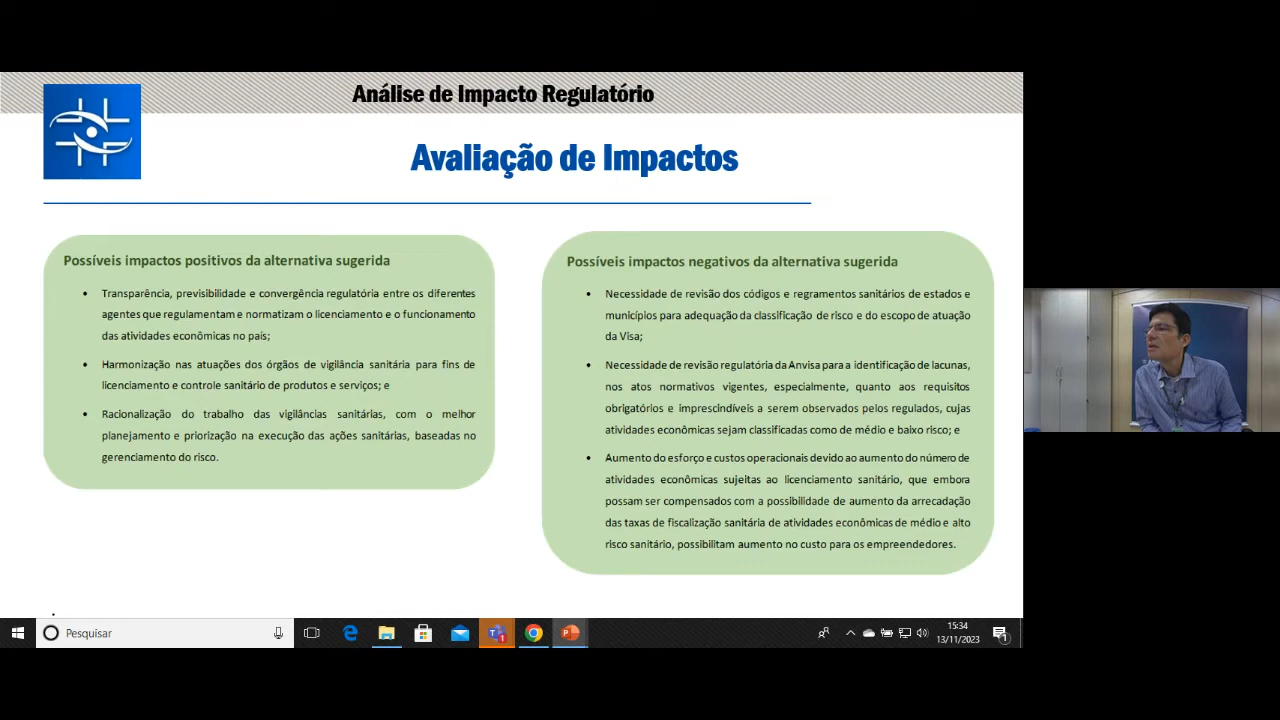 Análise de Impacto Regulatório
Avaliação de Impactos
Possíveis impactos positivos da alternativa sugerida
• Transparência, previsibilidade e convergência regulatória entre os diferentes
agentes que regulamentam e normatizam o licenciamento e o funcionamento
das atividades econômicas no país;
• Harmonização nas atuações dos órgãos de vigilância sanitária para fins de
licenciamento e controle sanitário de produtos e serviços; e
• Racionalização do trabalho das vigilâncias sanitárias, com o melhor
planejamento e priorização na execução das ações sanitárias, baseadas no
gerenciamento do risco.
Possíveis impactos negativos da alternativa sugerida
• Necessidade de revisão dos códigos e regramentos sanitários de estados e
municípios para adequação da classificação de risco e do escopo de atuação
da Visa;
• Necessidade de revisão regulatória da Anvisa para a identificação de lacunas,
nos atos normativos vigentes, especialmente, quanto aos requisitos
obrigatórios e imprescindíveis a serem observados pelos regulados, cujas
atividades econômicas sejam classificadas como de médio e baixo risco; e
• Aumento do esforço e custos operacionais devido ao aumento do número de
atividades econômicas sujeitas ao licenciamento sanitário, que embora
possam ser compensados com a possibilidade de aumento da arrecadação
das taxas de fiscalização sanitária de atividades econômicas de médio e alto
risco sanitário, possibilitam aumento no custo para os empreendedores.
.
Pesquisar
15:34
13/11/2023